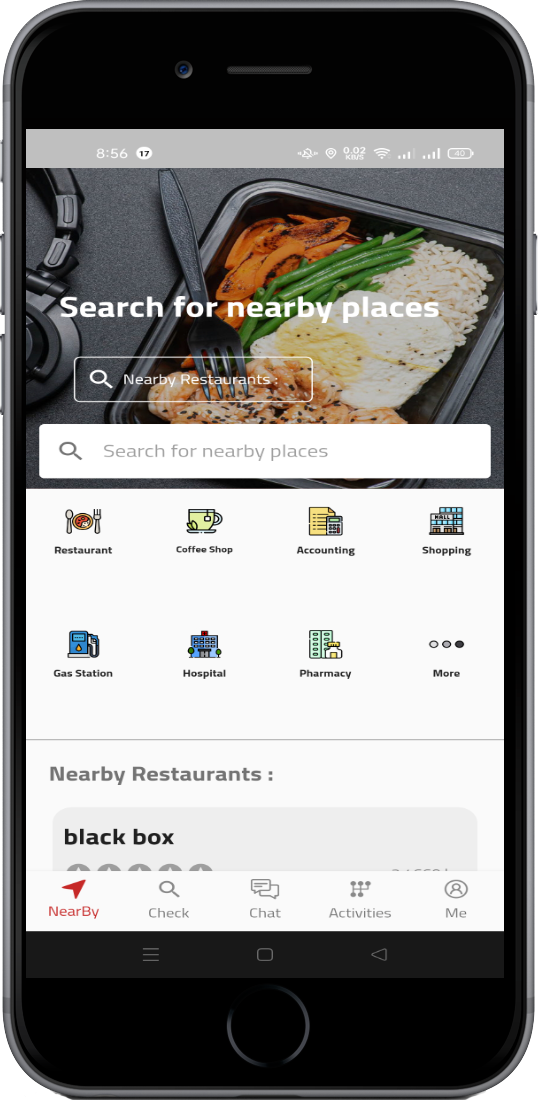 8:56 17 0.02 KB/S 40
Search for nearby places
Nearby Restaurants :
Search for nearby places
Restaurant Coffee Shop Accounting Shopping
MALL
Gas Station Hospital Pharmacy More
Nearby Restaurants :
black box
NearBy Check Chat Activities Me